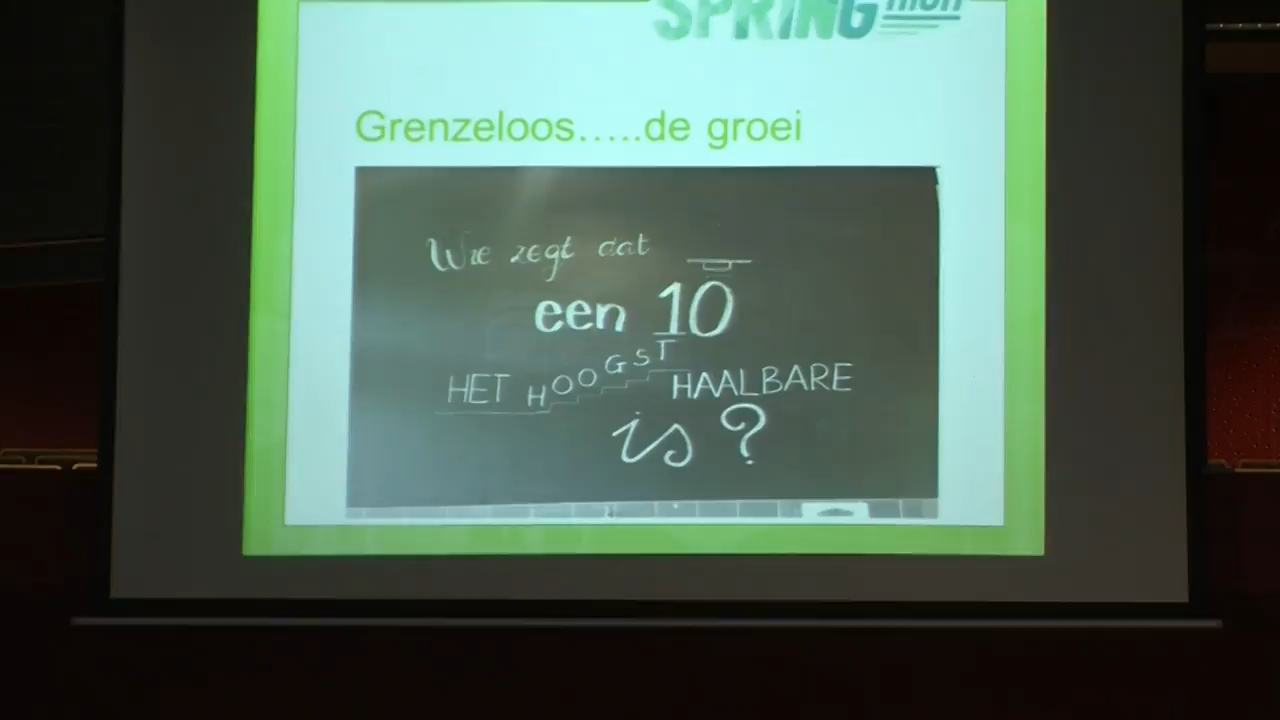 SPRING
Grenzeloos.....de groei
Wie zegt dat
een 10
HET HOOGST HAALBARE
is ?